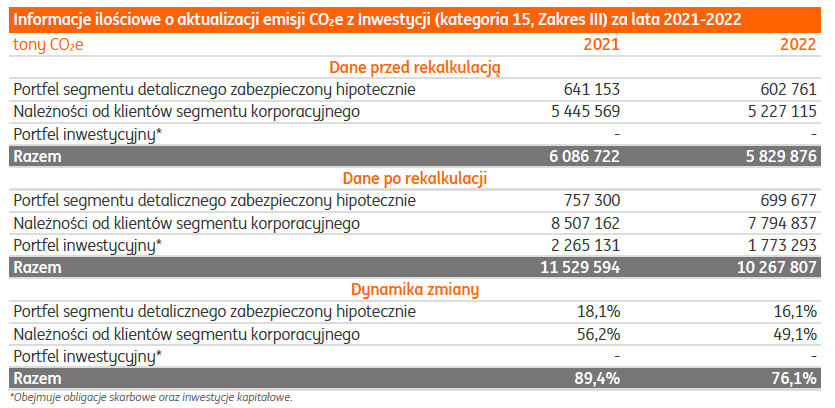 Informacje ilościowe o aktualizacji emisji CO₂e z Inwestycji (kategoria 15, Zakres III) za lata 2021-2022
tony CO₂e 2021 2022
Dane przed rekalkulacją
Portfel segmentu detalicznego zabezpieczony hipotecznie 641 153 602 761
Należności od klientów segmentu korporacyjnego 5 445 569 5 227 115
Portfel inwestycyjny* - -
Razem 6 086 722 5 829 876
Dane po rekalkulacji
Portfel segmentu detalicznego zabezpieczony hipotecznie 757 300 699 677
Należności od klientów segmentu korporacyjnego 8 507 162 7 794 837
Portfel inwestycyjny* 2 265 131 1 773 293
Razem 11 529 594 10 267 807
Dynamika zmiany
Portfel segmentu detalicznego zabezpieczony hipotecznie 18,1% 16,1%
Należności od klientów segmentu korporacyjnego 56,2% 49,1%
Portfel inwestycyjny* - -
Razem 89,4% 76,1%
*Obejmuje obligacje skarbowe oraz inwestycje kapitałowe.